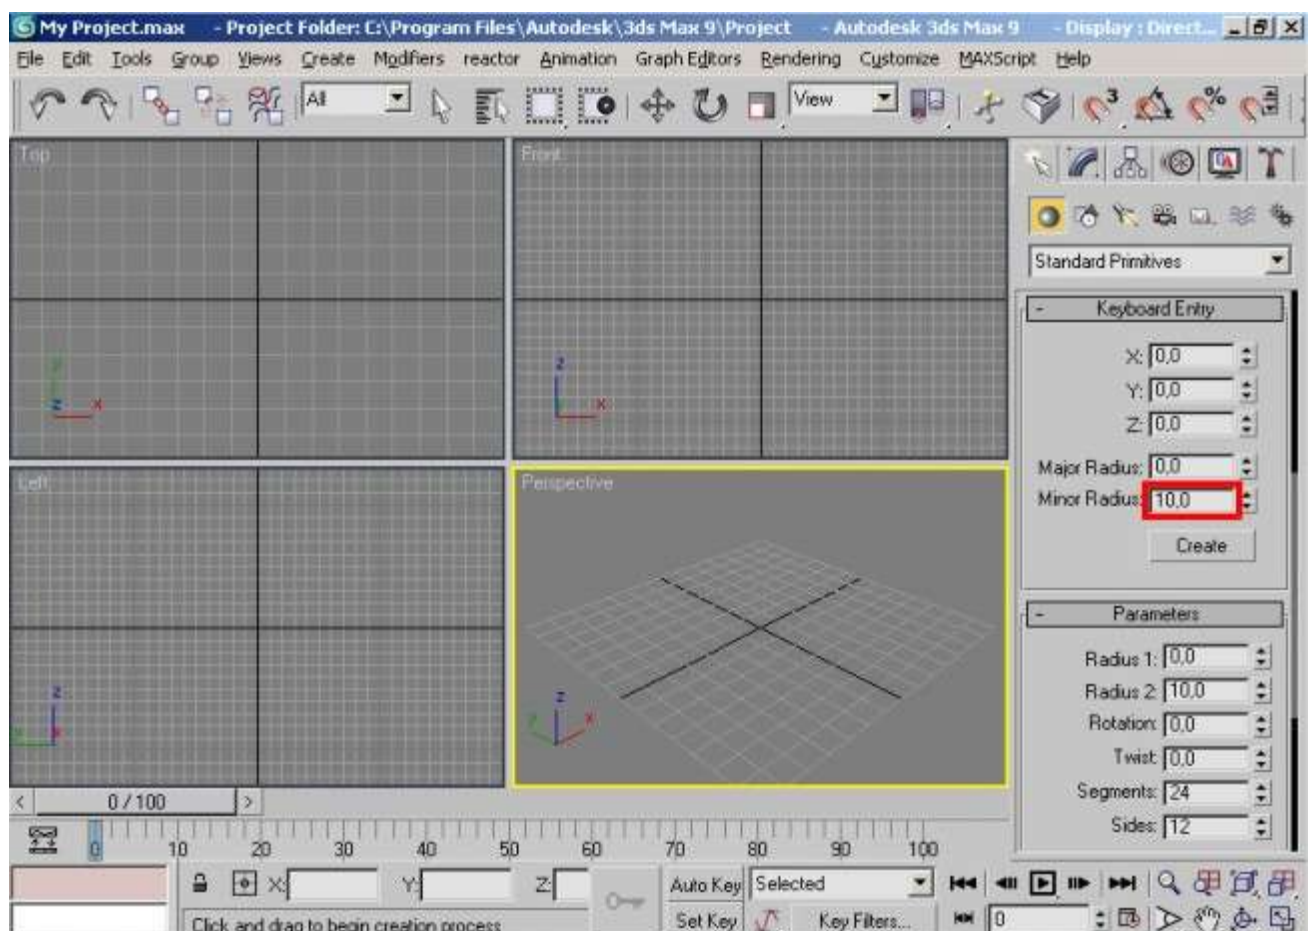 My Project.max - Project Folder: C:\Program Files\Autodesk\3ds Max 9\Project - Autodesk 3ds Max 9 - Display : Direct...
File Edit Tools Group Views Create Modifiers reactor Animation Graph Editors Rendering Customize MAXScript Help
All View 3 %
Top
Front
Standard Primitives
- Keyboard Entry
X: 0,0
Y: 0,0
Z: 0,0
Major Radius: 0,0
Minor Radius: 10,0
Create
Left
Perspective
- Parameters
Radius 1: 0,0
Radius 2: 10,0
Rotation: 0,0
Twist: 0,0
Segments: 24
Sides: 12
y
z x
z
x
z
x
z
y x
< 0 / 100 >
0 10 20 30 40 50 60 70 80 90 100
X: Y: Z: Auto Key Selected
Click and drag to begin creation process Set Key Key Filters... 0